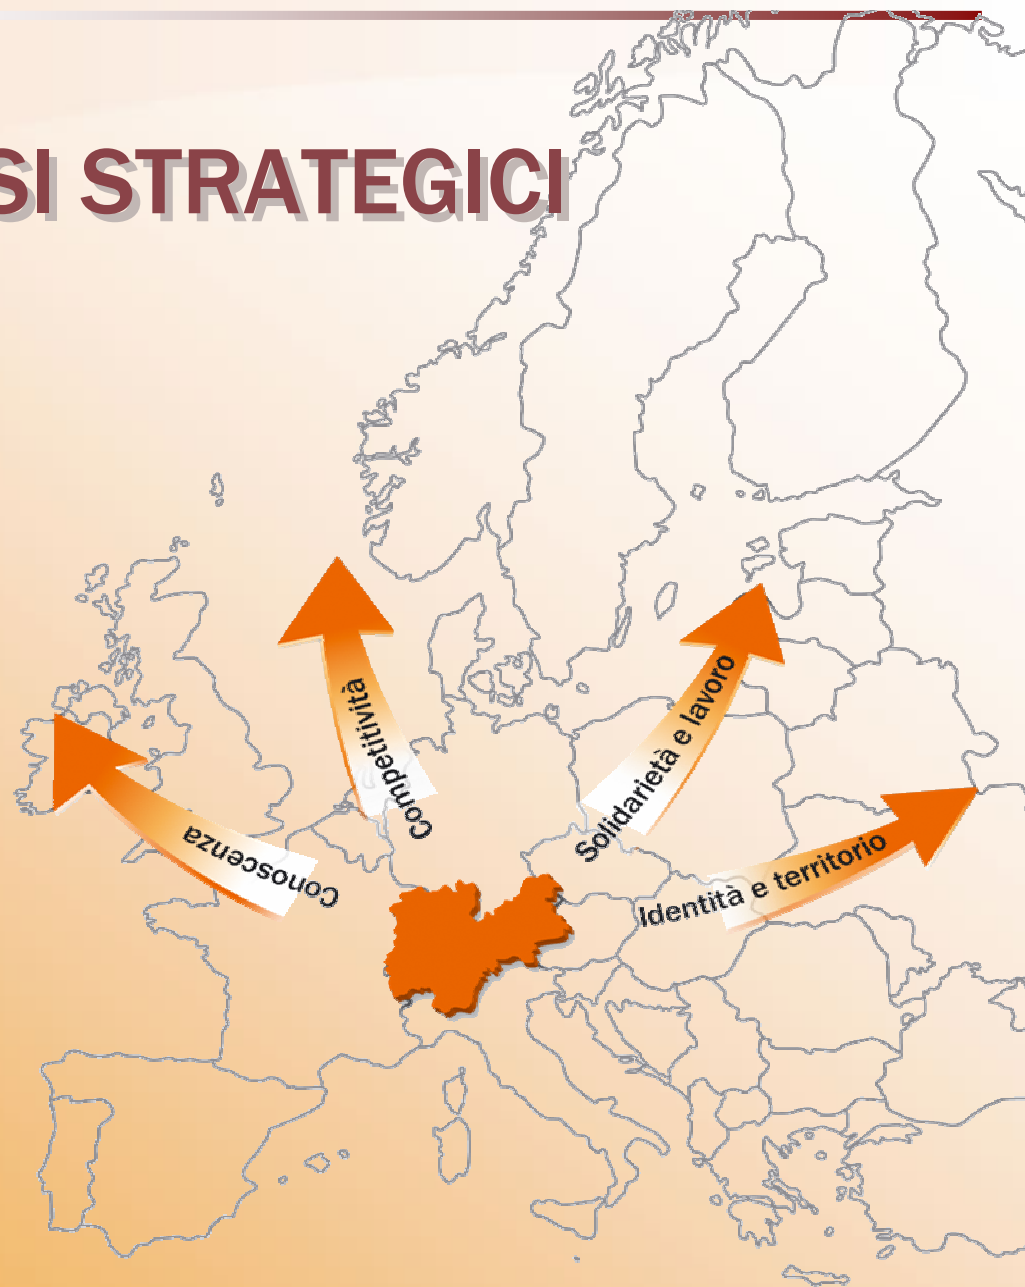 SI STRATEGICI
Conoscenza
Competitività
Solidarietà e lavoro
Identità e territorio